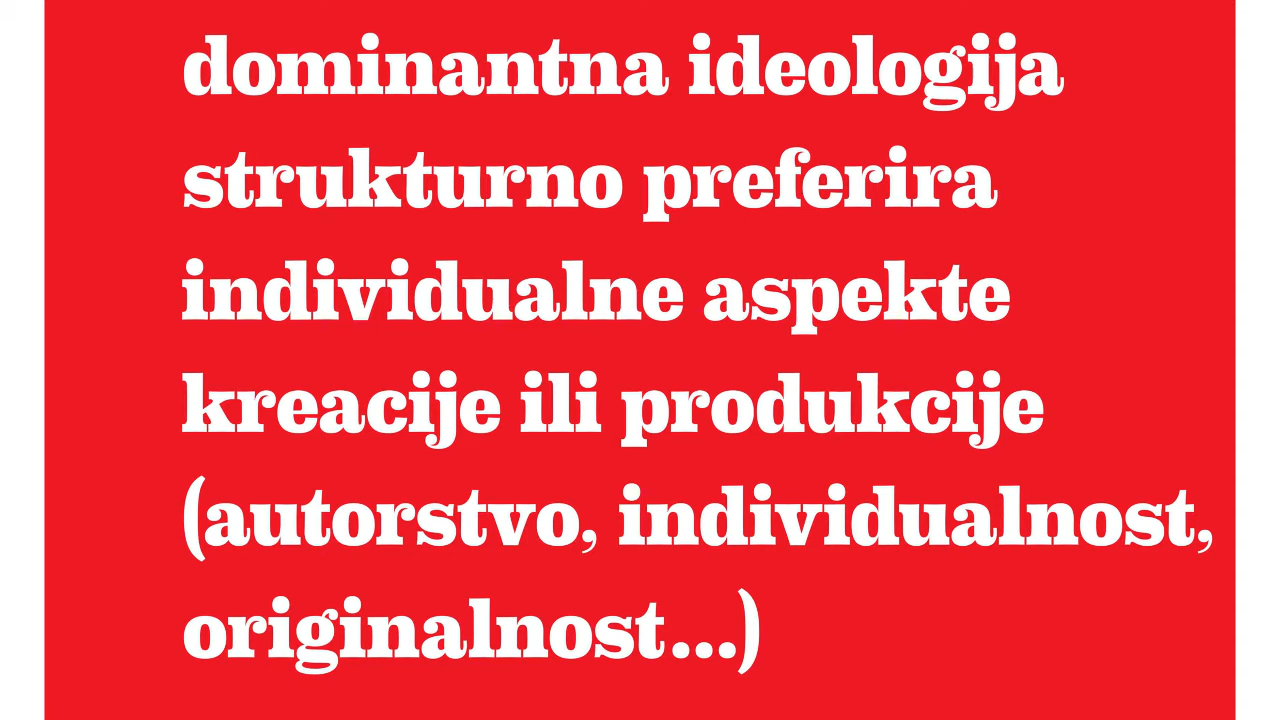 dominantna ideologija
strukturno preferira
individualne aspekte
kreacije ili produkcije
(autorstvo, individualnost,
originalnost...)